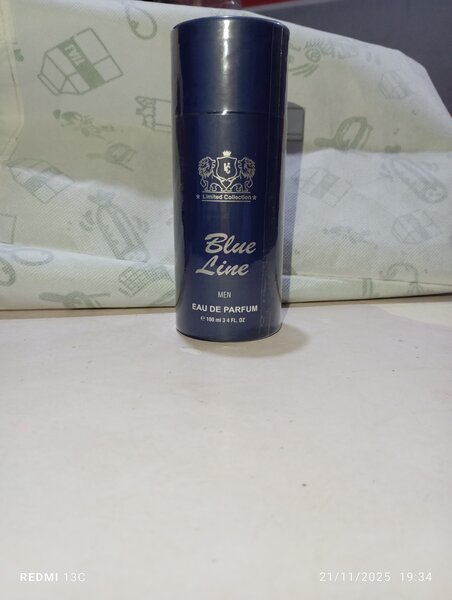 ★ Limited Collection ★
Blue
Line
MEN
EAU DE PARFUM
℮ 100 ml 3 4 FL. OZ
REDMI 13C
21/11/2025 19:34